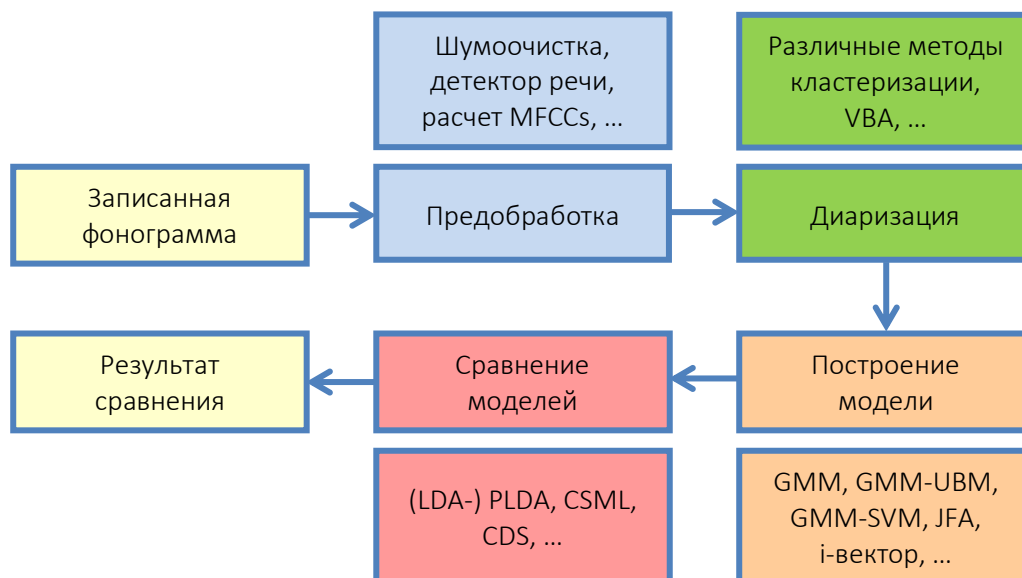 Шумоочистка,
детектор речи,
расчет MFCCs, ...
Различные методы
кластеризации,
VBA, ...
Записанная
фонограмма
Предобработка
Диаризация
Результат
сравнения
Сравнение
моделей
Построение
модели
(LDA-) PLDA, CSML,
CDS, ...
GMM, GMM-UBM,
GMM-SVM, JFA,
i-вектор, ...